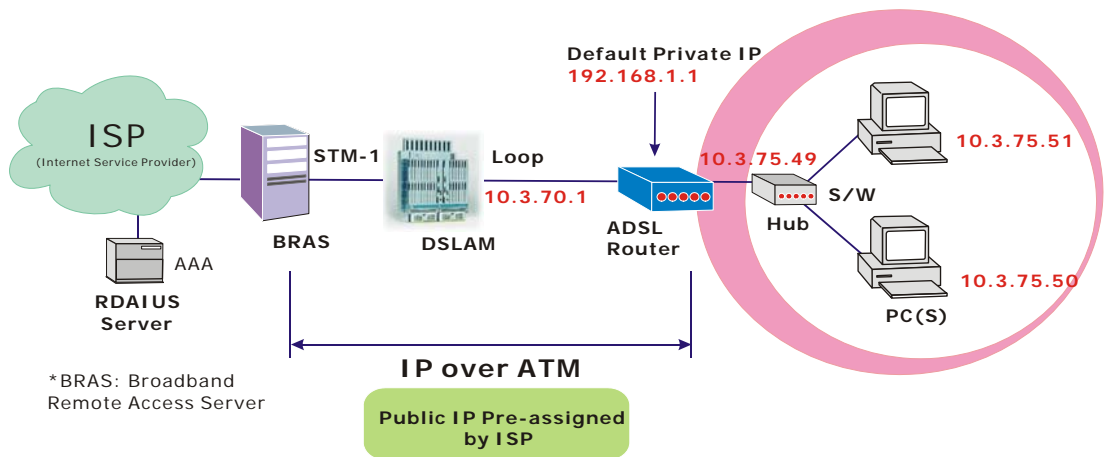 Default Private IP
192.168.1.1
ISP
(Internet Service Provider)
STM-1
Loop
10.3.70.1
10.3.75.49
10.3.75.51
S/W
Hub
BRAS
DSLAM
ADSL
Router
AAA
RDAIUS
Server
10.3.75.50
PC(S)
IP over ATM
*BRAS: Broadband
Remote Access Server
Public IP Pre-assigned
by ISP